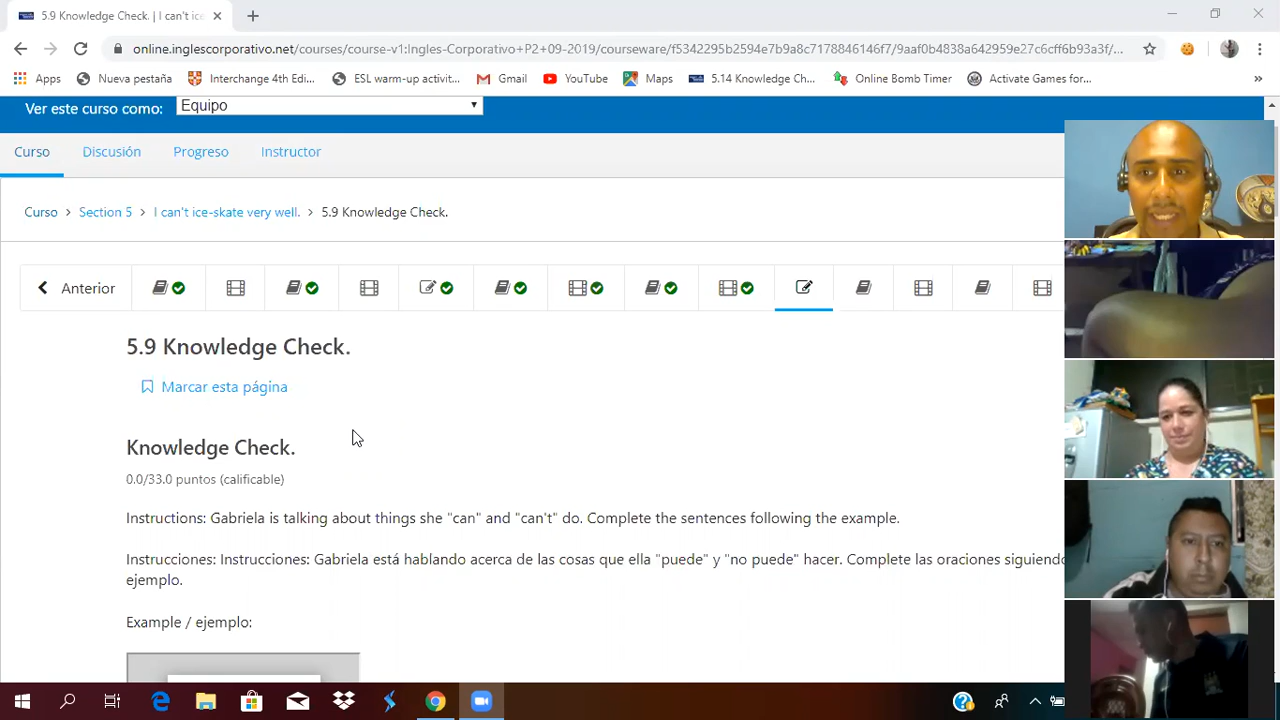 5.9 Knowledge Check. | I can't ice
online.inglescorporativo.net/courses/course-v1:Ingles-Corporativo+P2+09-2019/courseware/f5342295b2594e7b9a8c7178846146f7/9aaf0b4838a642959e27c6cff6b93a3f/...
Apps
Nueva pestaña
Interchange 4th Edi...
ESL warm-up activit...
Gmail
YouTube
Maps
5.14 Knowledge Ch...
Online Bomb Timer
Activate Games for...
»
Ver este curso como:
Equipo
Curso
Discusión
Progreso
Instructor
Curso > Section 5 > I can't ice-skate very well. > 5.9 Knowledge Check.
Anterior
5.9 Knowledge Check.
Marcar esta página
Knowledge Check.
0.0/33.0 puntos (calificable)
Instructions: Gabriela is talking about things she "can" and "can't" do. Complete the sentences following the example.
Instrucciones: Instrucciones: Gabriela está hablando acerca de las cosas que ella "puede" y "no puede" hacer. Complete las oraciones siguiendo
ejemplo.
Example / ejemplo: